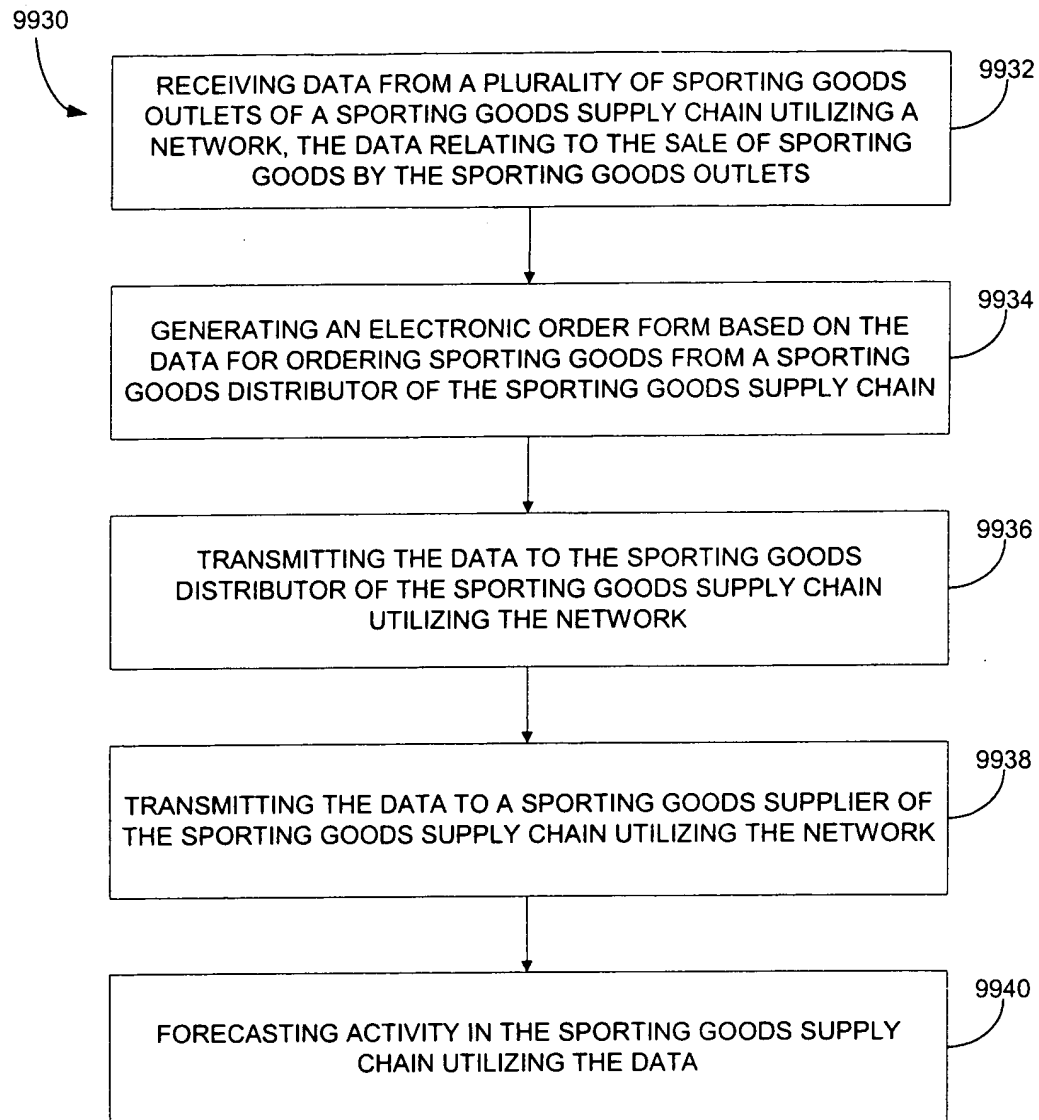 9930
RECEIVING DATA FROM A PLURALITY OF SPORTING GOODS
OUTLETS OF A SPORTING GOODS SUPPLY CHAIN UTILIZING A
NETWORK, THE DATA RELATING TO THE SALE OF SPORTING
GOODS BY THE SPORTING GOODS OUTLETS
9932
GENERATING AN ELECTRONIC ORDER FORM BASED ON THE
DATA FOR ORDERING SPORTING GOODS FROM A SPORTING
GOODS DISTRIBUTOR OF THE SPORTING GOODS SUPPLY CHAIN
9934
TRANSMITTING THE DATA TO THE SPORTING GOODS
DISTRIBUTOR OF THE SPORTING GOODS SUPPLY CHAIN
UTILIZING THE NETWORK
9936
TRANSMITTING THE DATA TO A SPORTING GOODS SUPPLIER OF
THE SPORTING GOODS SUPPLY CHAIN UTILIZING THE NETWORK
9938
FORECASTING ACTIVITY IN THE SPORTING GOODS SUPPLY
CHAIN UTILIZING THE DATA
9940